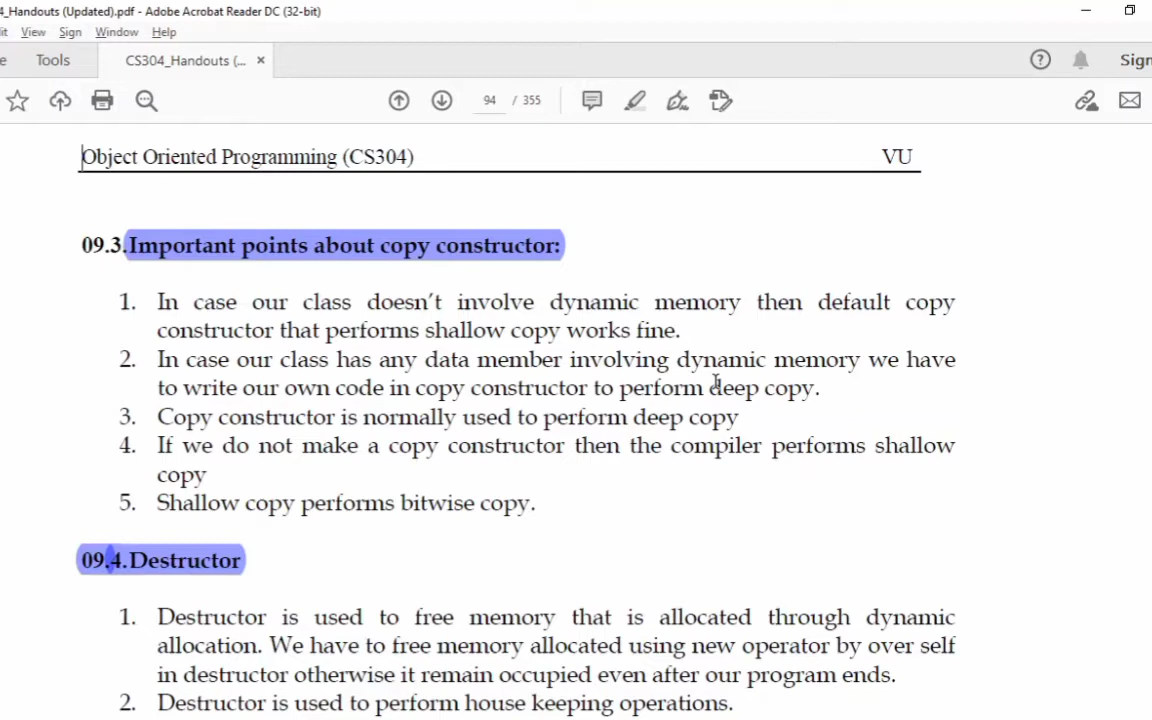 4_Handouts (Updated).pdf - Adobe Acrobat Reader DC (32-bit)
it View Sign Window Help
e Tools CS304_Handouts (... × Sign
94 / 355
Object Oriented Programming (CS304) VU
09.3.Important points about copy constructor:
1. In case our class doesn't involve dynamic memory then default copy
constructor that performs shallow copy works fine.
2. In case our class has any data member involving dynamic memory we have
to write our own code in copy constructor to perform deep copy.
3. Copy constructor is normally used to perform deep copy
4. If we do not make a copy constructor then the compiler performs shallow
copy
5. Shallow copy performs bitwise copy.
09.4.Destructor
1. Destructor is used to free memory that is allocated through dynamic
allocation. We have to free memory allocated using new operator by over self
in destructor otherwise it remain occupied even after our program ends.
2. Destructor is used to perform house keeping operations.